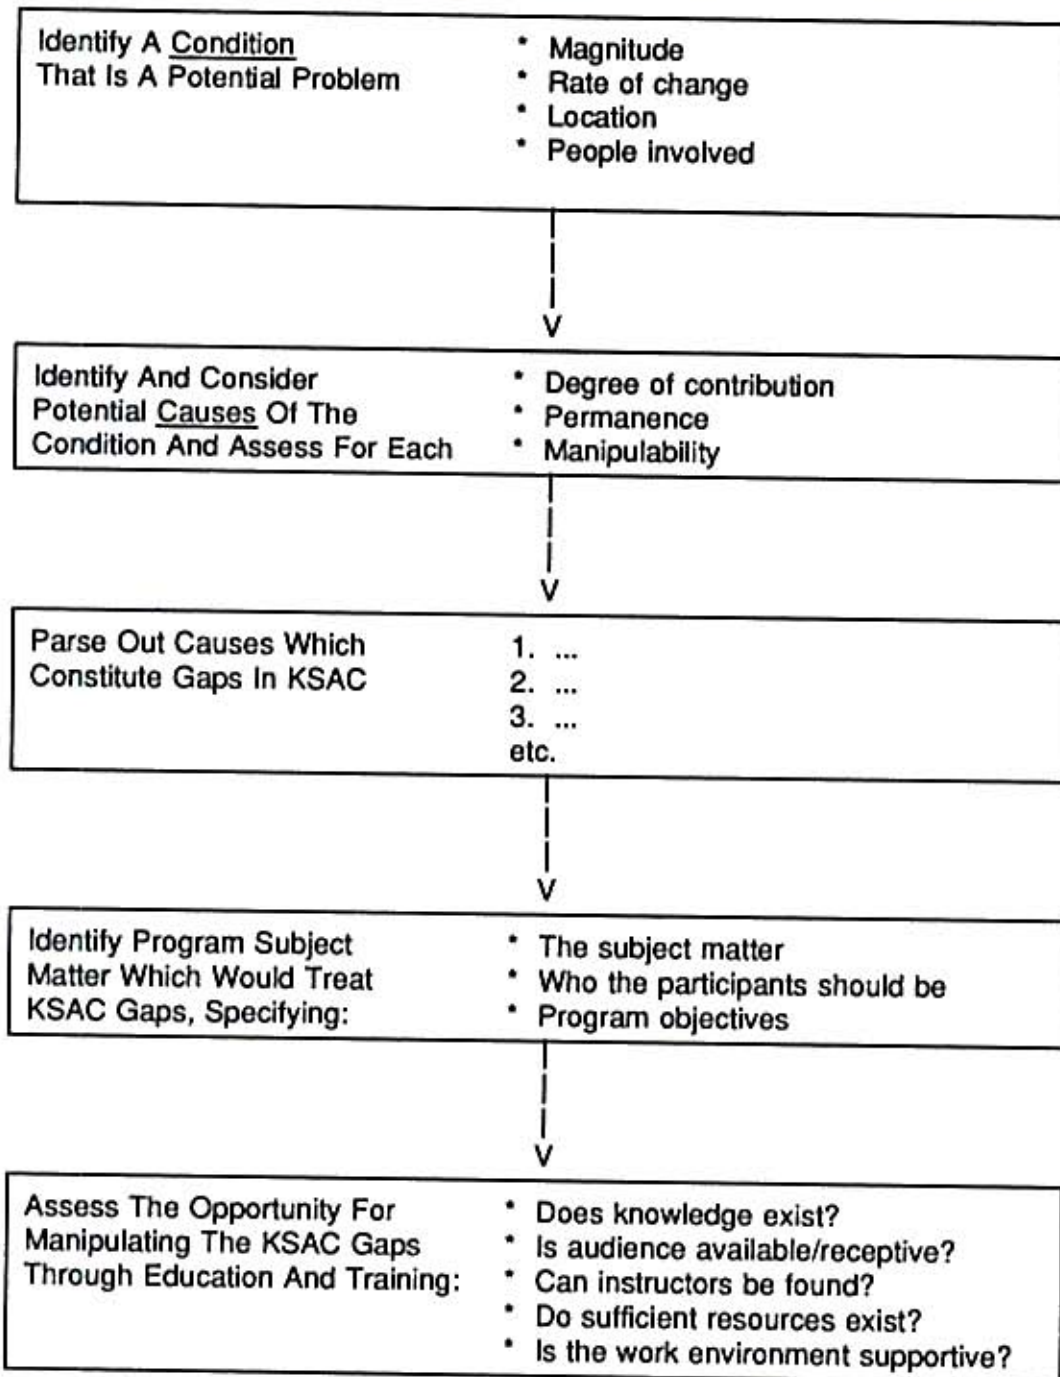 Identify A Condition
That Is A Potential Problem
* Magnitude
* Rate of change
* Location
* People involved
Identify And Consider
Potential Causes Of The
Condition And Assess For Each
* Degree of contribution
* Permanence
* Manipulability
Parse Out Causes Which
Constitute Gaps In KSAC
1. ...
2. ...
3. ...
etc.
Identify Program Subject
Matter Which Would Treat
KSAC Gaps, Specifying:
* The subject matter
* Who the participants should be
* Program objectives
Assess The Opportunity For
Manipulating The KSAC Gaps
Through Education And Training:
* Does knowledge exist?
* Is audience available/receptive?
* Can instructors be found?
* Do sufficient resources exist?
* Is the work environment supportive?